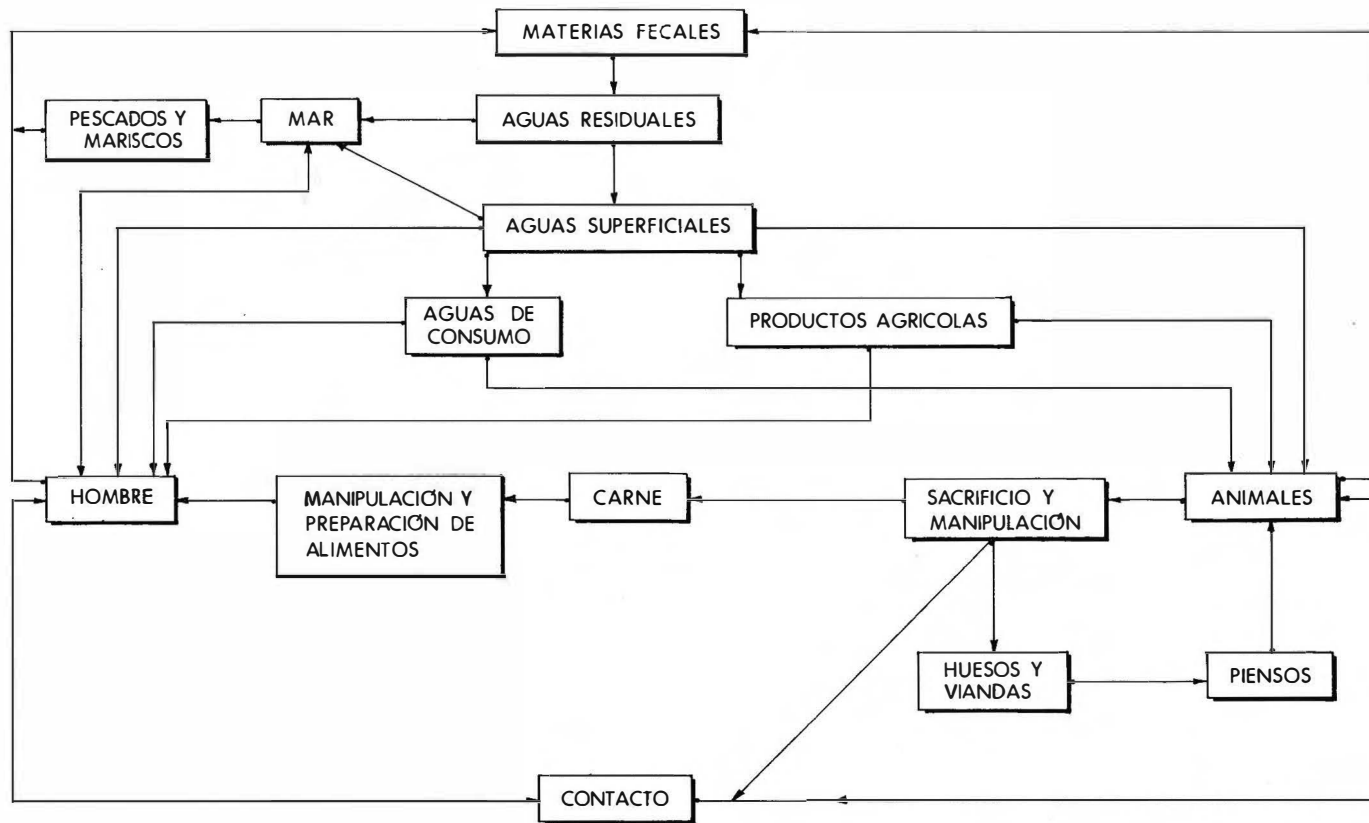 MATERIAS FECALES
PESCADOS Y
MARISCOS
MAR
AGUAS RESIDUALES
AGUAS SUPERFICIALES
AGUAS DE
CONSUMO
PRODUCTOS AGRICOLAS
HOMBRE
MANIPULACIÓN Y
PREPARACIÓN DE
ALIMENTOS
CARNE
SACRIFICIO Y
MANIPULACIÓN
ANIMALES
HUESOS Y
VIANDAS
PIENSOS
CONTACTO